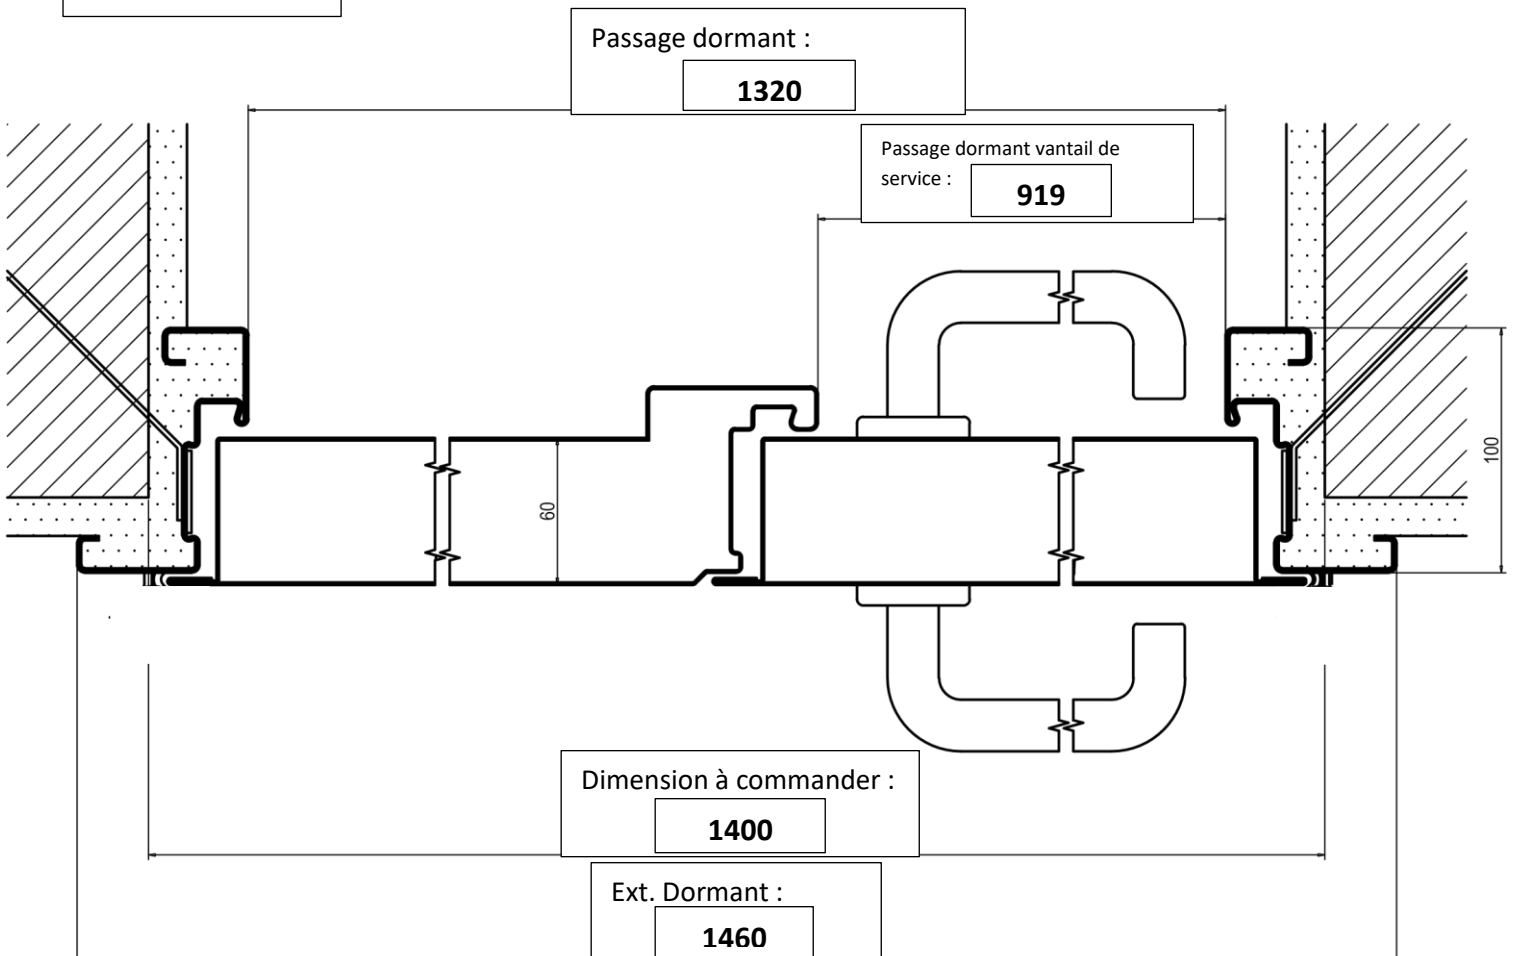 Passage dormant :
1320
Passage dormant vantail de
service :
919
100
60
Dimension à commander :
1400
Ext. Dormant :
1460